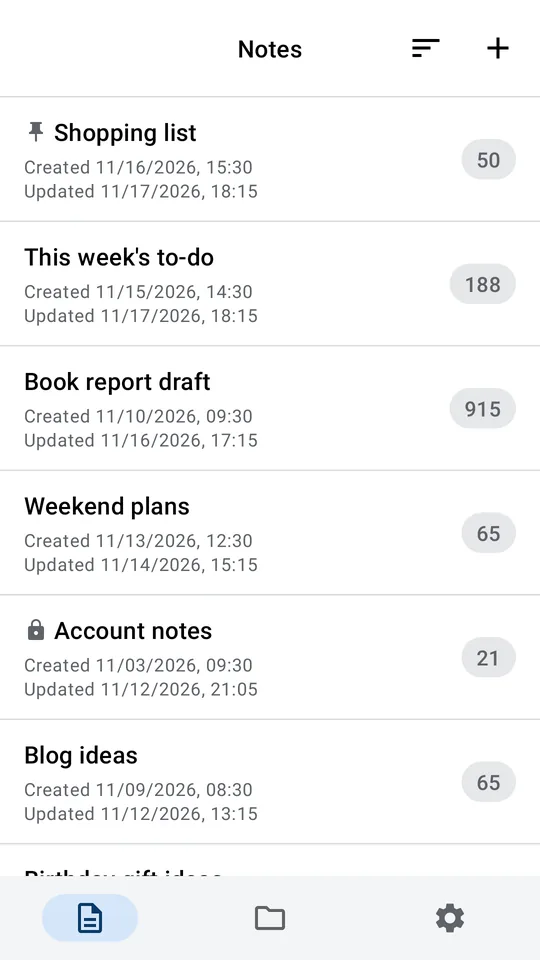 Notes
Shopping list
Created 11/16/2026, 15:30
Updated 11/17/2026, 18:15
50
This week's to-do
Created 11/15/2026, 14:30
Updated 11/17/2026, 18:15
188
Book report draft
Created 11/10/2026, 09:30
Updated 11/16/2026, 17:15
915
Weekend plans
Created 11/13/2026, 12:30
Updated 11/14/2026, 15:15
65
Account notes
Created 11/03/2026, 09:30
Updated 11/12/2026, 21:05
21
Blog ideas
Created 11/09/2026, 08:30
Updated 11/12/2026, 13:15
65
Birthday gift ideas